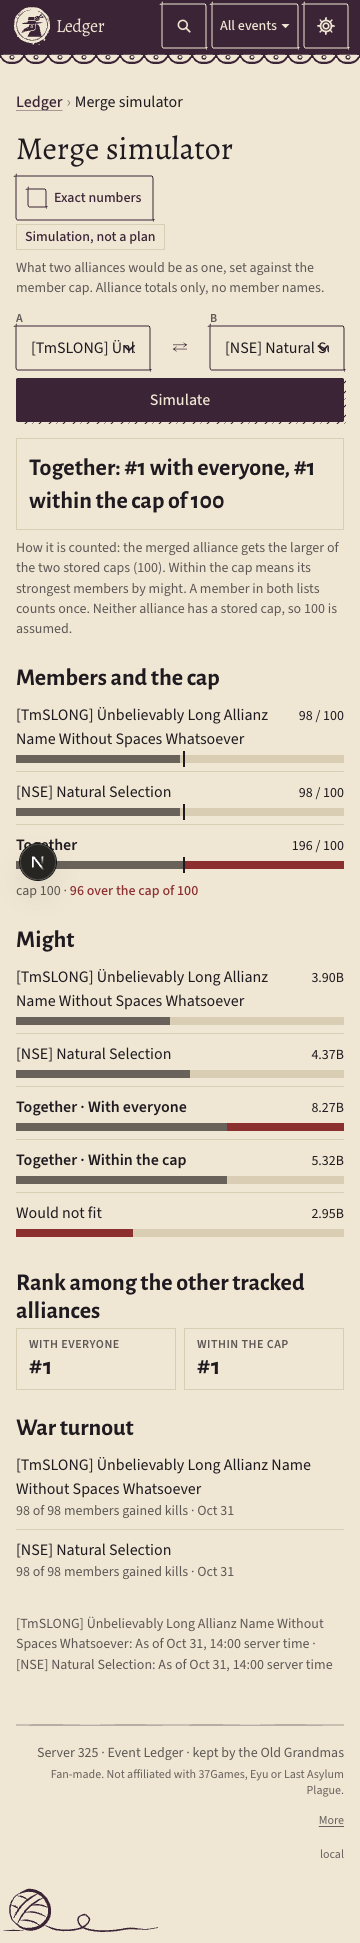 Ledger
All events
Ledger › Merge simulator
Merge simulator
Exact numbers
Simulation, not a plan
What two alliances would be as one, set against the
member cap. Alliance totals only, no member names.
A
B
[TmSLONG]
[NSE] Natural
Simulate
Together: #1 with everyone, #1
within the cap of 100
How it is counted: the merged alliance gets the larger of
the two stored caps (100). Within the cap means its
strongest members by might. A member in both lists
counts once. Neither alliance has a stored cap, so 100 is
assumed.
Members and the cap
[TmSLONG] Ünbelievably Long Allianz 98 / 100
Name Without Spaces Whatsoever
[NSE] Natural Selection 98 / 100
Together 196 / 100
N
cap 100 · 96 over the cap of 100
Might
[TmSLONG] Ünbelievably Long Allianz 3.90B
Name Without Spaces Whatsoever
[NSE] Natural Selection 4.37B
Together · With everyone 8.27B
Together · Within the cap 5.32B
Would not fit 2.95B
Rank among the other tracked
alliances
WITH EVERYONE
#1
WITHIN THE CAP
#1
War turnout
[TmSLONG] Ünbelievably Long Allianz Name
Without Spaces Whatsoever
98 of 98 members gained kills · Oct 31
[NSE] Natural Selection
98 of 98 members gained kills · Oct 31
[TmSLONG] Ünbelievably Long Allianz Name Without
Spaces Whatsoever: As of Oct 31, 14:00 server time ·
[NSE] Natural Selection: As of Oct 31, 14:00 server time
Server 325 · Event Ledger · kept by the Old Grandmas
Fan-made. Not affiliated with 37Games, Eyu or Last Asylum
Plague.
More
local